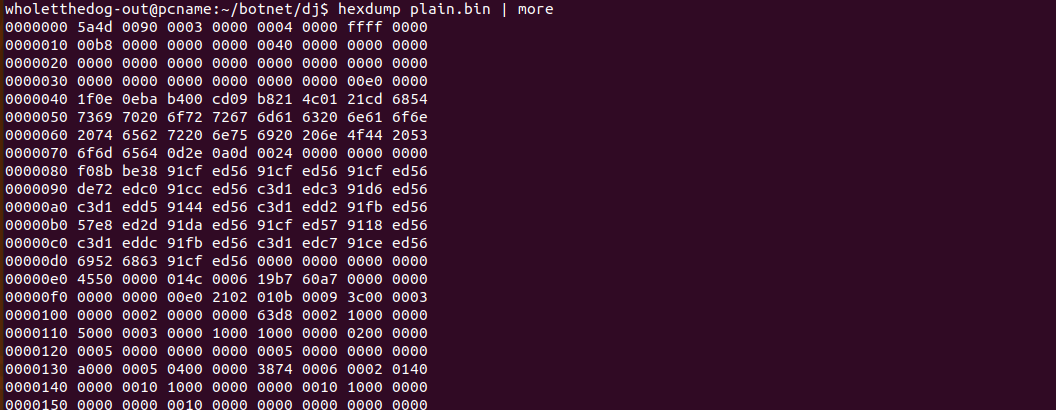 wholetthedog-out@pcname:~/botnet/dj$ hexdump plain.bin | more
0000000 5a4d 0090 0003 0000 0004 0000 ffff 0000
0000010 00b8 0000 0000 0000 0040 0000 0000 0000
0000020 0000 0000 0000 0000 0000 0000 0000 0000
0000030 0000 0000 0000 0000 0000 0000 00e0 0000
0000040 1f0e 0eba b400 cd09 b821 4c01 21cd 6854
0000050 7369 7020 6f72 7267 6d61 6320 6e61 6f6e
0000060 2074 6562 7220 6e75 6920 206e 4f44 2053
0000070 6f6d 6564 0d2e 0a0d 0024 0000 0000 0000
0000080 f08b be38 91cf ed56 91cf ed56 91cf ed56
0000090 de72 edc0 91cc ed56 c3d1 edc3 91d6 ed56
00000a0 c3d1 edd5 9144 ed56 c3d1 edd2 91fb ed56
00000b0 57e8 ed2d 91da ed56 91cf ed57 9118 ed56
00000c0 c3d1 eddc 91fb ed56 c3d1 edc7 91ce ed56
00000d0 6952 6863 91cf ed56 0000 0000 0000 0000
00000e0 4550 0000 014c 0006 19b7 60a7 0000 0000
00000f0 0000 0000 00e0 2102 010b 0009 3c00 0003
0000100 0000 0002 0000 0000 63d8 0002 1000 0000
0000110 5000 0003 0000 1000 1000 0000 0200 0000
0000120 0005 0000 0000 0000 0005 0000 0000 0000
0000130 a000 0005 0400 0000 3874 0006 0002 0140
0000140 0000 0010 1000 0000 0000 0010 1000 0000
0000150 0000 0000 0010 0000 0000 0000 0000 0000